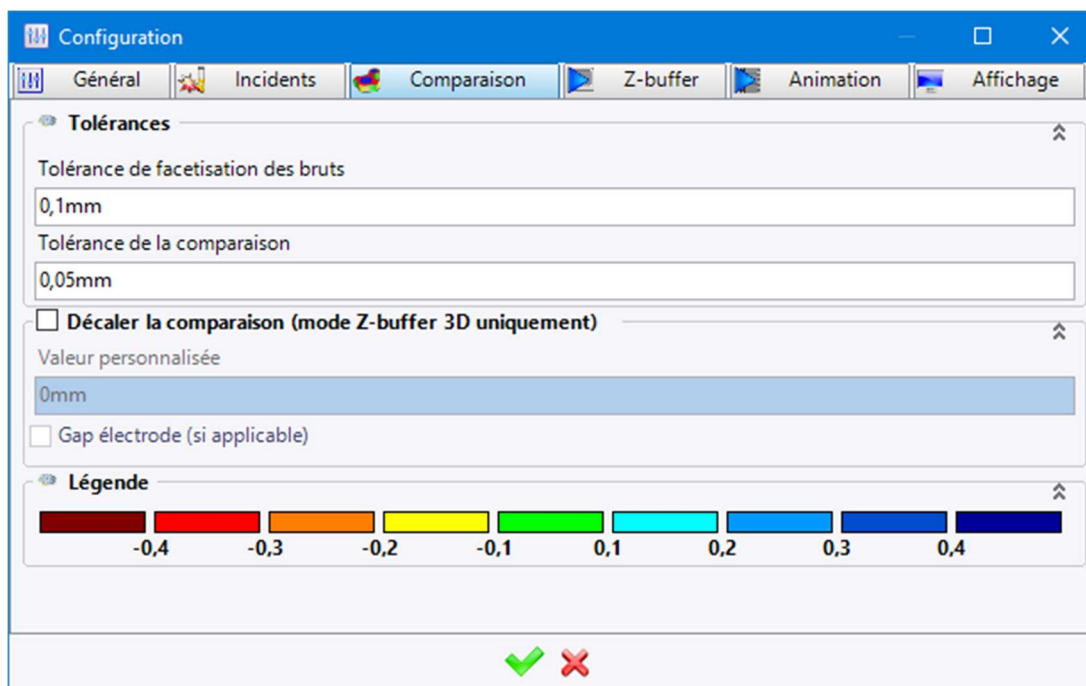 Configuration
Général Incidents Comparaison Z-buffer Animation Affichage
Tolérances
Tolérance de facetisation des bruts
0,1mm
Tolérance de la comparaison
0,05mm
Décaler la comparaison (mode Z-buffer 3D uniquement)
Valeur personnalisée
0mm
Gap électrode (si applicable)
Légende
-0,4 -0,3 -0,2 -0,1 0,1 0,2 0,3 0,4